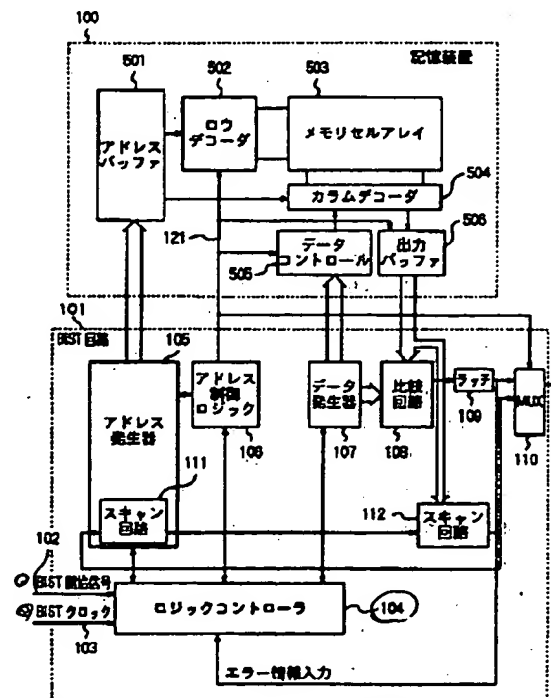 100
記憶装置
501
502
503
アドレス
バッファ
ロウ
デコーダ
メモリセルアレイ
504
カラムデコーダ
121
データ
コントロール
出力
バッファ
506
505
101
BIST回路
105
アドレス
発生器
アドレス
制御
ロジック
データ
発生器
比較
回路
ラッチ
MUX
106
107
108
109
110
111
スキャン
回路
112
スキャン
回路
102
BIST開始信号
BISTクロック
103
ロジックコントローラ
104
エラー情報入力